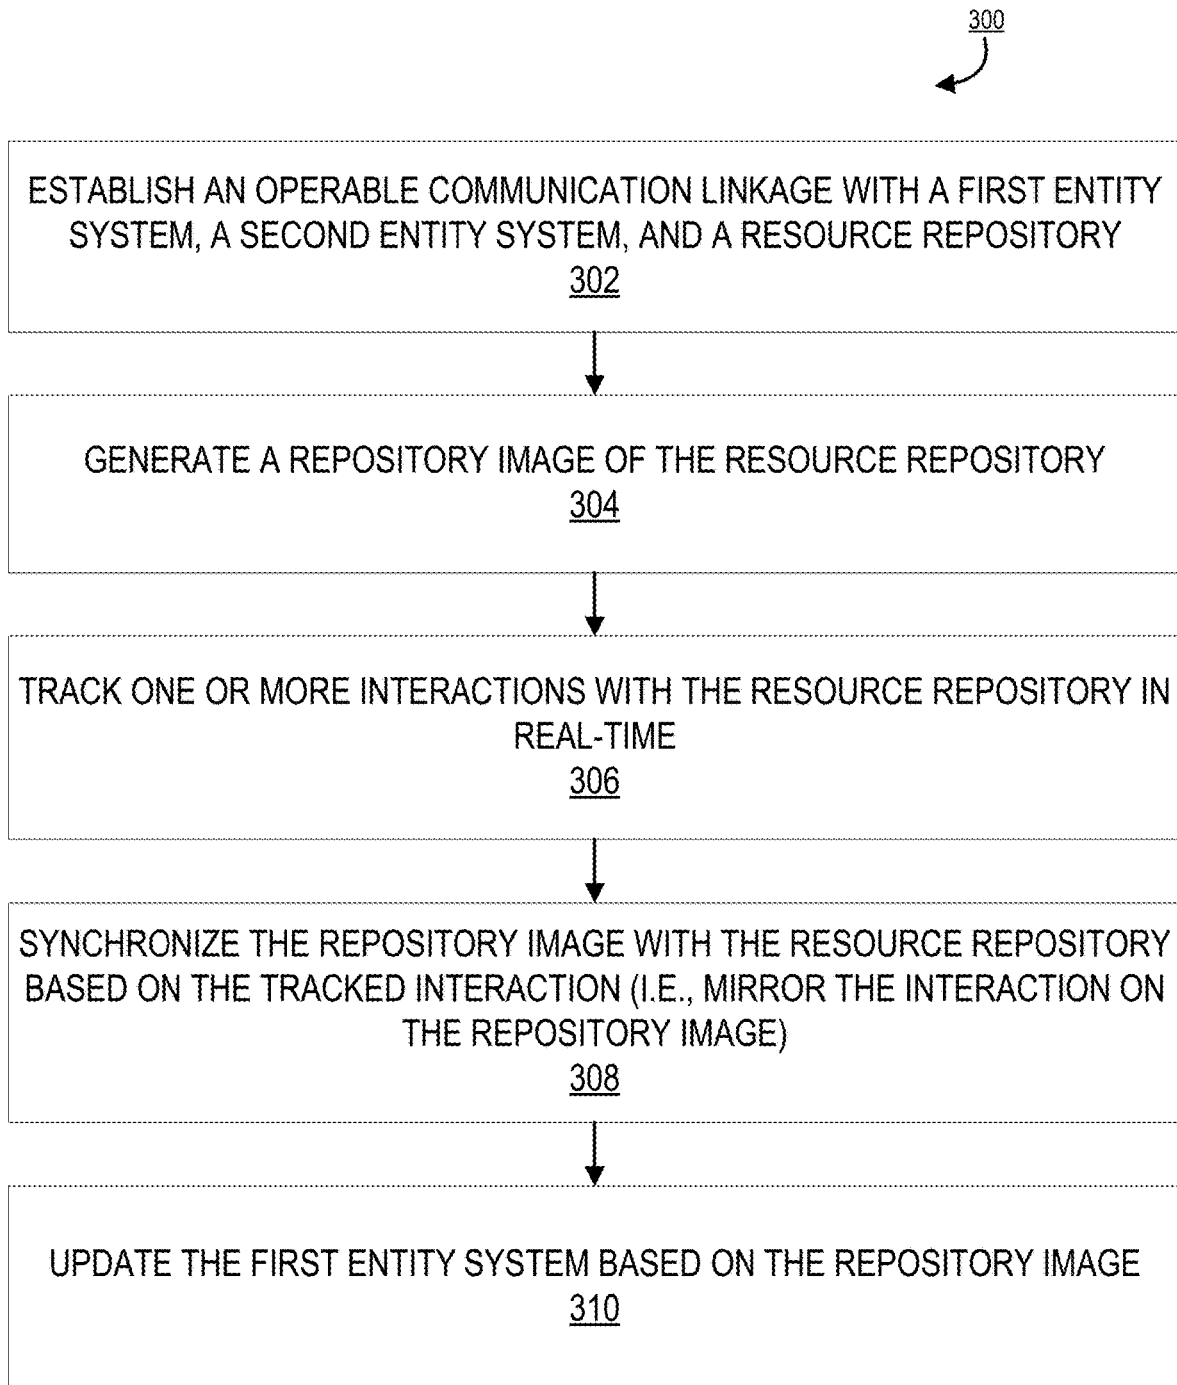 300
ESTABLISH AN OPERABLE COMMUNICATION LINKAGE WITH A FIRST ENTITY
SYSTEM, A SECOND ENTITY SYSTEM, AND A RESOURCE REPOSITORY
302
GENERATE A REPOSITORY IMAGE OF THE RESOURCE REPOSITORY
304
TRACK ONE OR MORE INTERACTIONS WITH THE RESOURCE REPOSITORY IN
REAL-TIME
306
SYNCHRONIZE THE REPOSITORY IMAGE WITH THE RESOURCE REPOSITORY
BASED ON THE TRACKED INTERACTION (I.E., MIRROR THE INTERACTION ON
THE REPOSITORY IMAGE)
308
UPDATE THE FIRST ENTITY SYSTEM BASED ON THE REPOSITORY IMAGE
310